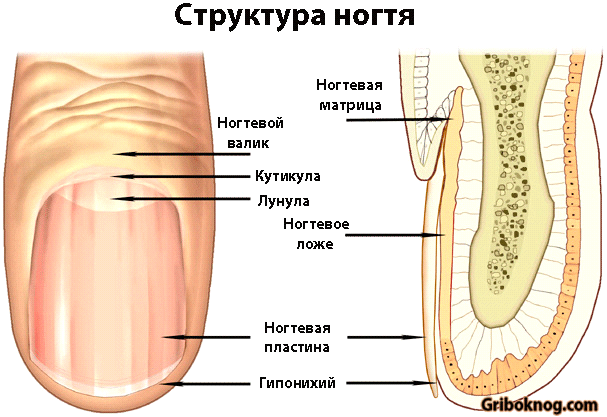 Структура ногтя
Ногтевая
матрица
Ногтевой
валик
Кутикула
Лунула
Ногтевое
ложе
Ногтевая
пластина
Гипонихий
Griboknog.com